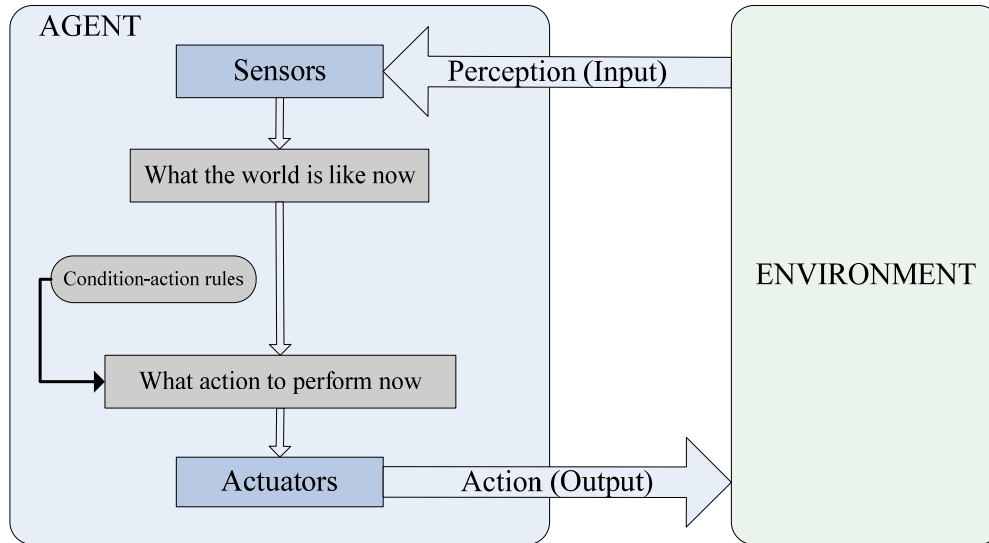 AGENT
Sensors
Perception (Input)
What the world is like now
Condition-action rules
ENVIRONMENT
What action to perform now
Actuators
Action (Output)